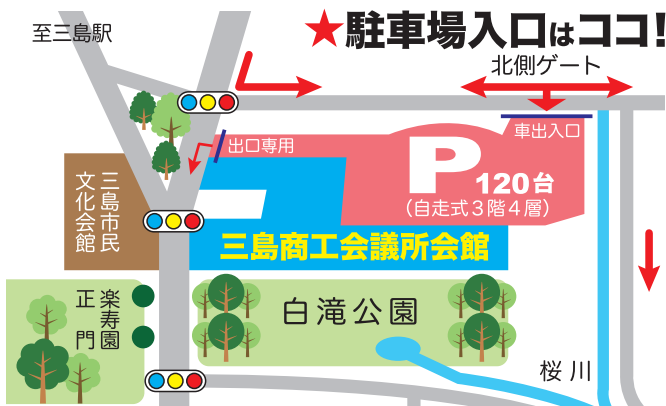 至三島駅
★駐車場入口はココ!
北側ゲート
車出入口
出口専用
P 120台
(自走式3階4層)
三島市民
文化会館
三島商工会議所会館
楽寿園
正門
白滝公園
桜川